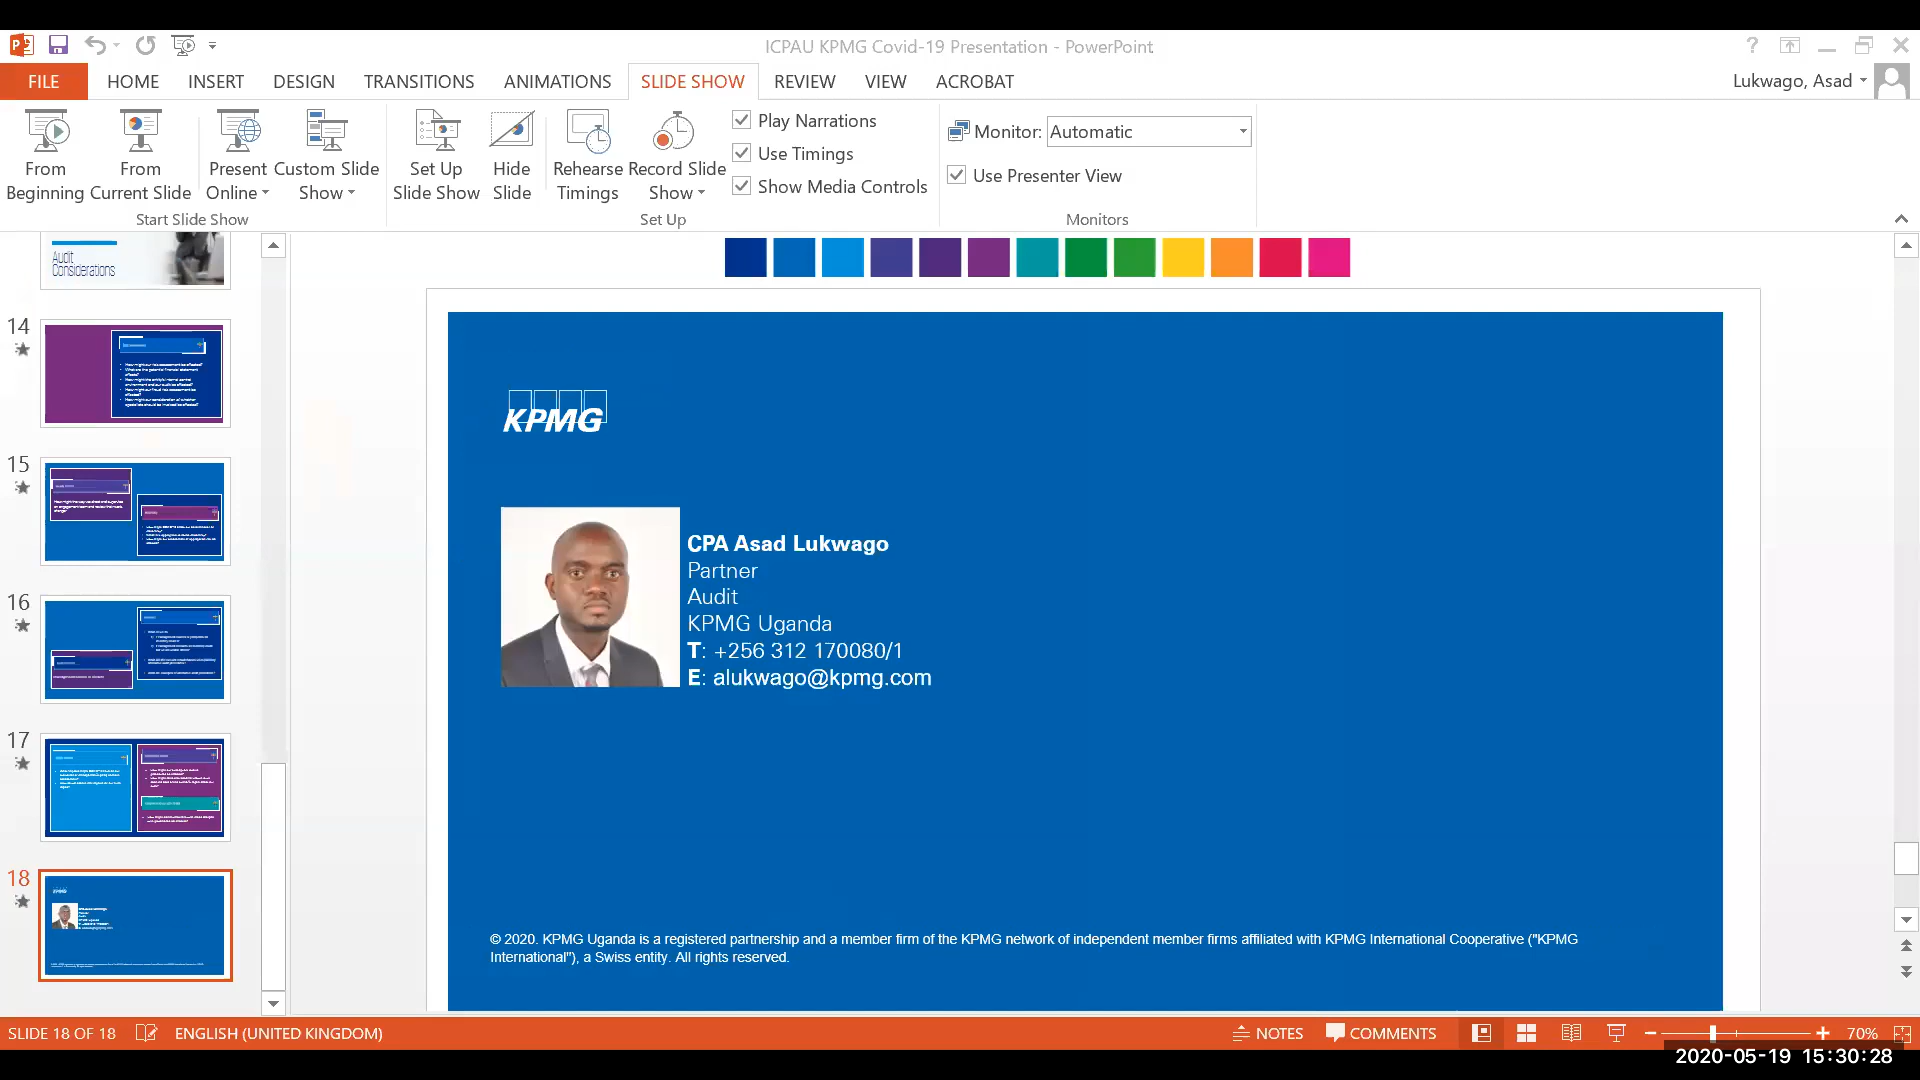 ICPAU KPMG Covid-19 Presentation - PowerPoint
?
FILE
HOME
INSERT
DESIGN
TRANSITIONS
ANIMATIONS
SLIDE SHOW
REVIEW
VIEW
ACROBAT
Lukwago, Asad
From Beginning
From Current Slide
Present Online
Custom Slide Show
Start Slide Show
Set Up Slide Show
Hide Slide
Rehearse Timings
Record Slide Show
Play Narrations
Use Timings
Show Media Controls
Set Up
Monitor: Automatic
Use Presenter View
Monitors
Audit
Considerations
14
15
16
17
18
KPMG
CPA Asad Lukwago
Partner
Audit
KPMG Uganda
T: +256 312 170080/1
E: alukwago@kpmg.com
© 2020. KPMG Uganda is a registered partnership and a member firm of the KPMG network of independent member firms affiliated with KPMG International Cooperative ("KPMG
International"), a Swiss entity. All rights reserved.
SLIDE 18 OF 18
ENGLISH (UNITED KINGDOM)
NOTES
COMMENTS
70%
2020-05-19 15:30:28